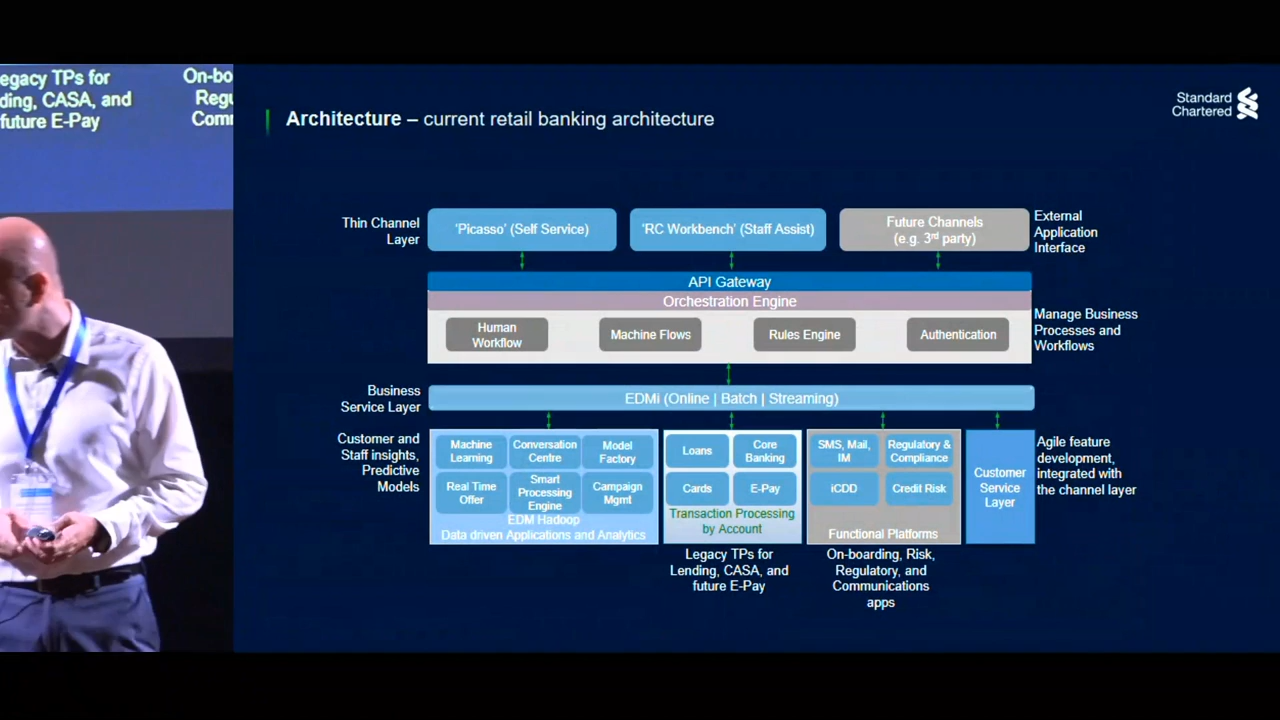 egacy TPs for
ding, CASA, and
future E-Pay
On-bo
Regu
Com
Standard
Chartered
Architecture – current retail banking architecture
Thin Channel
Layer
'Picasso' (Self Service)
'RC Workbench' (Staff Assist)
Future Channels
(e.g. 3rd party)
External
Application
Interface
API Gateway
Orchestration Engine
Human
Workflow
Machine Flows
Rules Engine
Authentication
Manage Business
Processes and
Workflows
Business
Service Layer
EDMi (Online | Batch | Streaming)
Customer and
Staff insights,
Predictive
Models
Machine
Learning
Conversation
Centre
Model
Factory
Real Time
Offer
Smart
Processing
Engine
Campaign
Mgmt
EDM Hadoop
Data driven Applications and Analytics
Loans
Core
Banking
Cards
E-Pay
Transaction Processing
by Account
SMS, Mail,
IM
Regulatory &
Compliance
iCDD
Credit Risk
Functional Platforms
Customer
Service
Layer
Agile feature
development,
integrated with
the channel layer
Legacy TPs for
Lending, CASA, and
future E-Pay
On-boarding, Risk,
Regulatory, and
Communications
apps